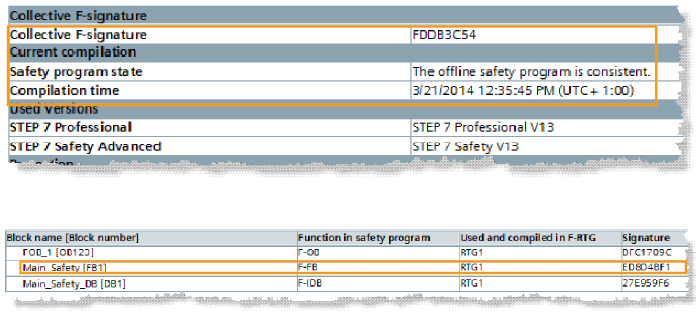 Collective F-signature
Collective F-signature FDDB3C54
Current compilation
Safety program state The offline safety program is consistent.
Compilation time 3/21/2014 12:35:45 PM (UTC + 1:00)
Used Versions
STEP 7 Professional STEP 7 Professional V13
STEP 7 Safety Advanced STEP 7 Safety V13
Block name [Block number] Function in safety program Used and compiled in F-RTG Signature
FOB_1 [OB123] F-OB RTG1 DFC1709C
Main_Safety [FB1] F-FB RTG1 ED8D4BF1
Main_Safety_DB [DB1] F-IDB RTG1 27E959F6